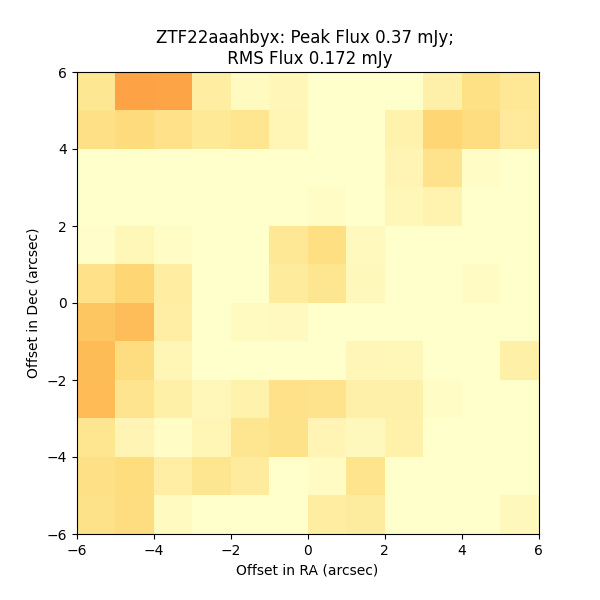 ZTF22aaahbyx: Peak Flux 0.37 mJy;
RMS Flux 0.172 mJy
6
4
2
0
−2
−4
−6
Offset in Dec (arcsec)
−6 −4 −2 0 2 4 6
Offset in RA (arcsec)